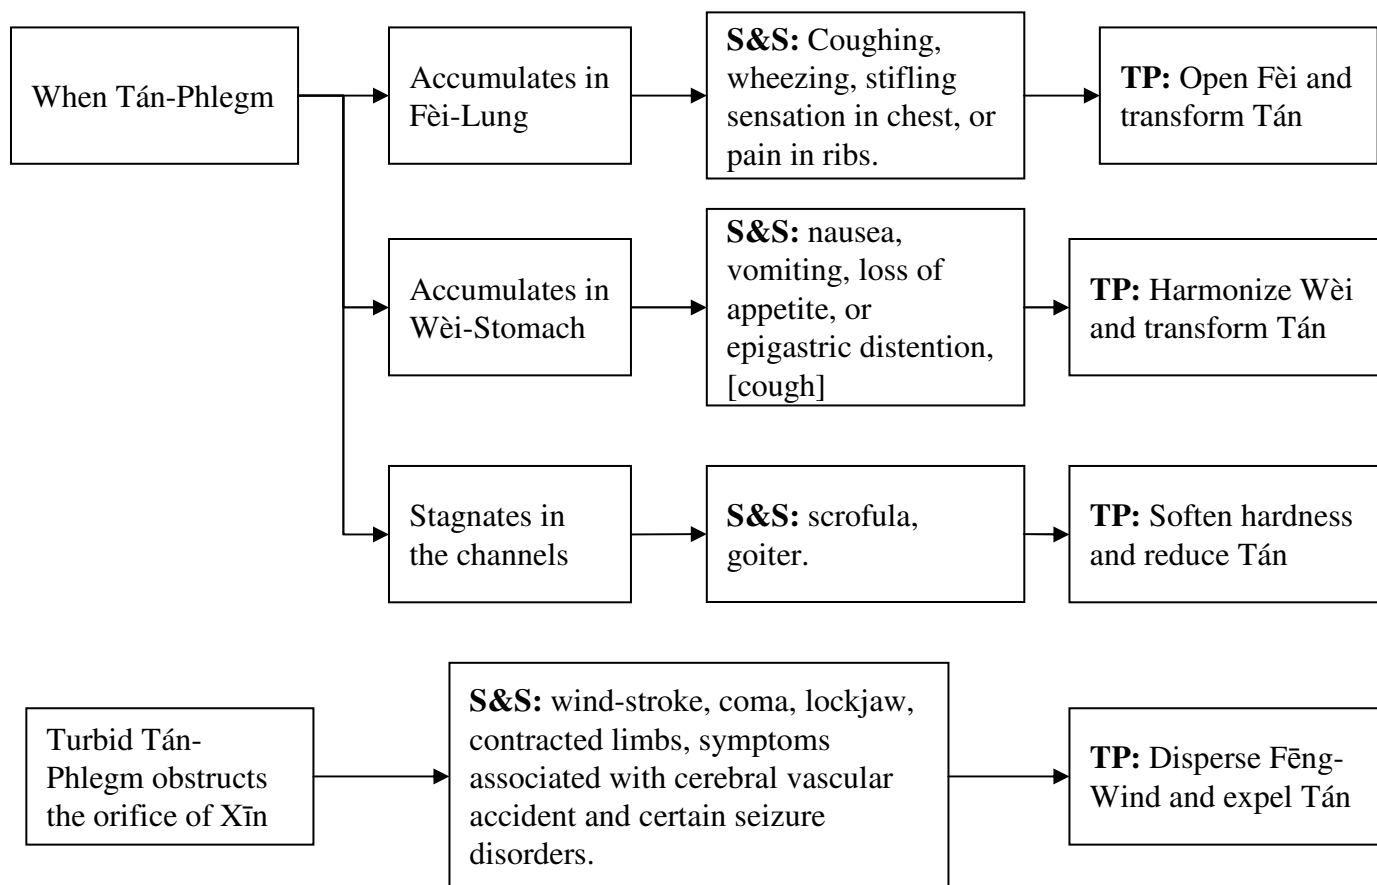 When Tán-Phlegm
Accumulates in
Fèi-Lung
S&S: Coughing,
wheezing, stifling
sensation in chest, or
pain in ribs.
TP: Open Fèi and
transform Tán
Accumulates in
Wèi-Stomach
S&S: nausea,
vomiting, loss of
appetite, or
epigastric distention,
[cough]
TP: Harmonize Wèi
and transform Tán
Stagnates in
the channels
S&S: scrofula,
goiter.
TP: Soften hardness
and reduce Tán
Turbid Tán-
Phlegm obstructs
the orifice of Xīn
S&S: wind-stroke, coma, lockjaw,
contracted limbs, symptoms
associated with cerebral vascular
accident and certain seizure
disorders.
TP: Disperse Fēng-
Wind and expel Tán